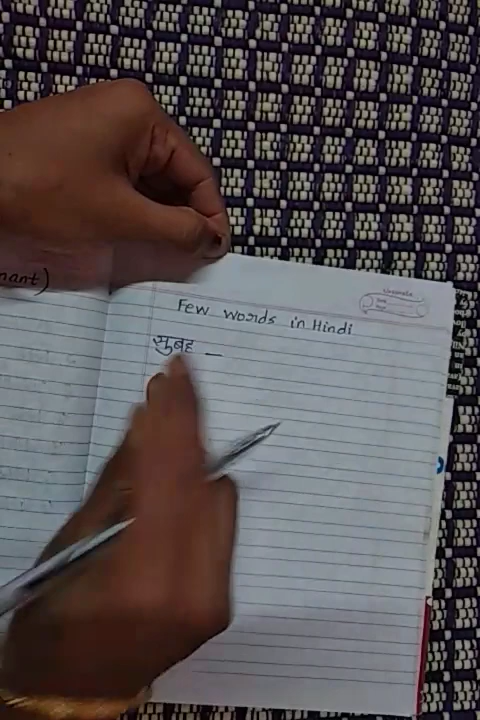 nant)
Few words in Hindi
सुबह —